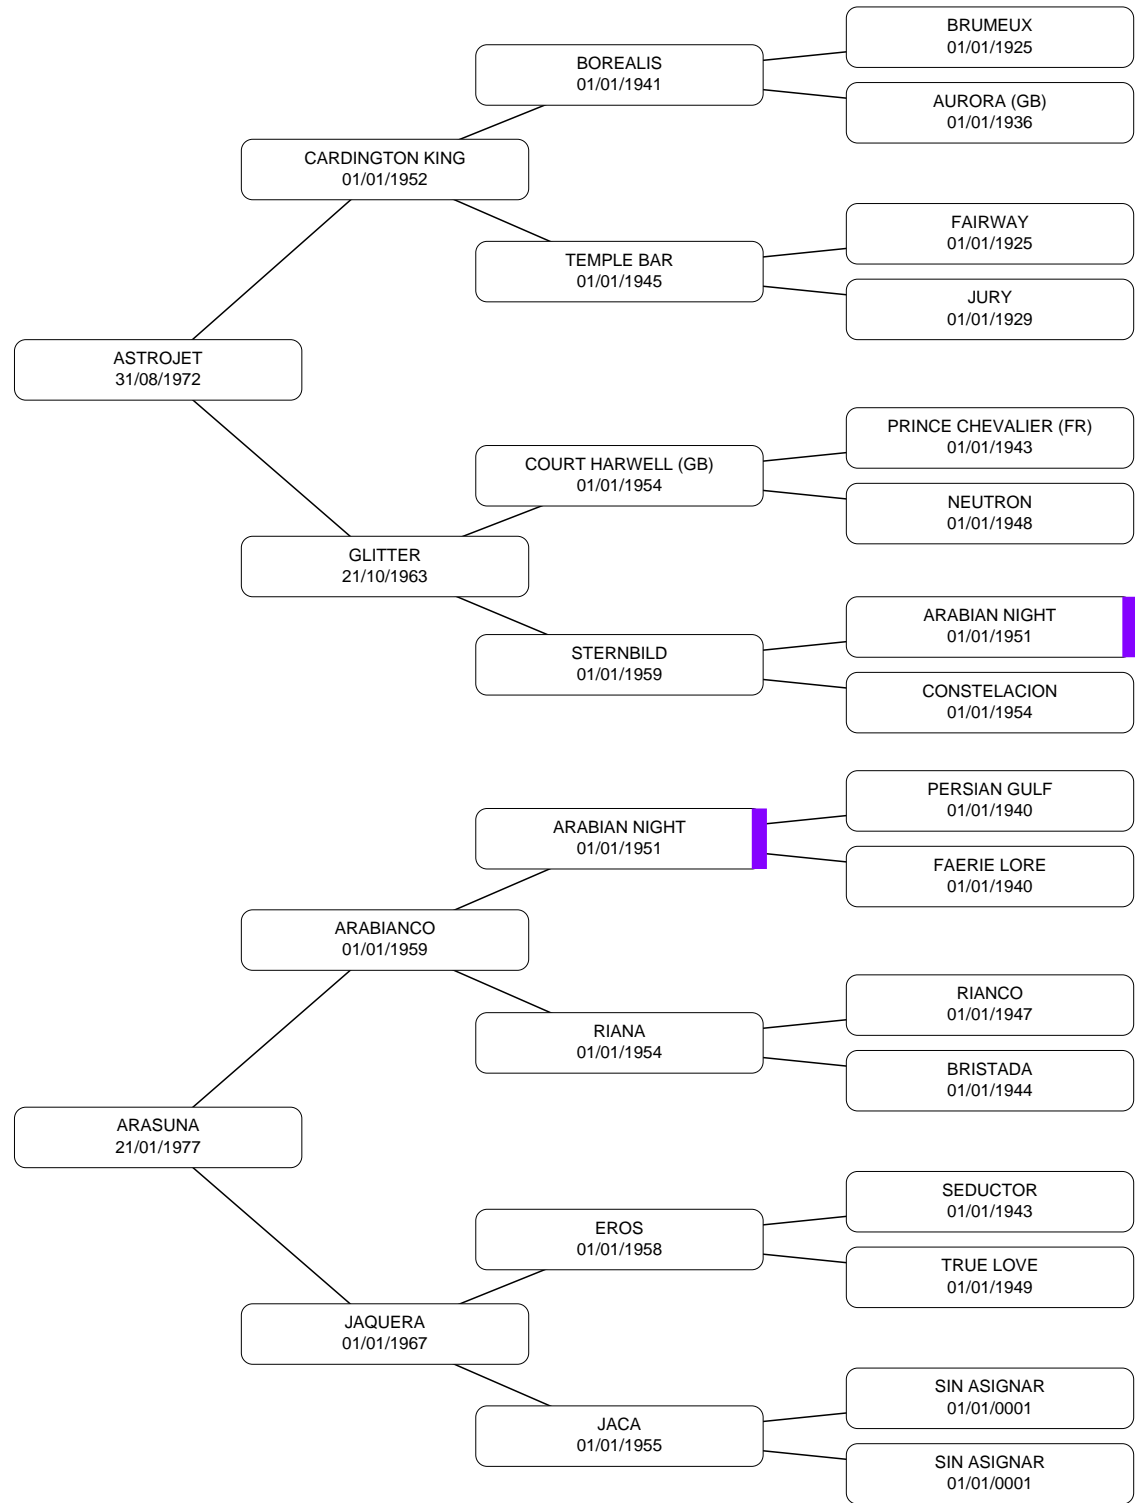 BRUMEUX
01/01/1925
BOREALIS
01/01/1941
AURORA (GB)
01/01/1936
CARDINGTON KING
01/01/1952
FAIRWAY
01/01/1925
TEMPLE BAR
01/01/1945
JURY
01/01/1929
ASTROJET
31/08/1972
PRINCE CHEVALIER (FR)
01/01/1943
COURT HARWELL (GB)
01/01/1954
NEUTRON
01/01/1948
GLITTER
21/10/1963
ARABIAN NIGHT
01/01/1951
STERNBILD
01/01/1959
CONSTELACION
01/01/1954
PERSIAN GULF
01/01/1940
ARABIAN NIGHT
01/01/1951
FAERIE LORE
01/01/1940
ARABIANCO
01/01/1959
RIANCO
01/01/1947
RIANA
01/01/1954
BRISTADA
01/01/1944
ARASUNA
21/01/1977
SEDUCTOR
01/01/1943
EROS
01/01/1958
TRUE LOVE
01/01/1949
JAQUERA
01/01/1967
SIN ASIGNAR
01/01/0001
JACA
01/01/1955
SIN ASIGNAR
01/01/0001